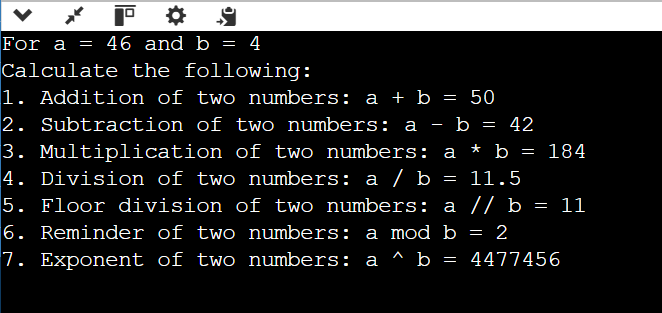 For a = 46 and b = 4
Calculate the following:
1. Addition of two numbers: a + b = 50
2. Subtraction of two numbers: a - b = 42
3. Multiplication of two numbers: a * b = 184
4. Division of two numbers: a / b = 11.5
5. Floor division of two numbers: a // b = 11
6. Reminder of two numbers: a mod b = 2
7. Exponent of two numbers: a ^ b = 4477456